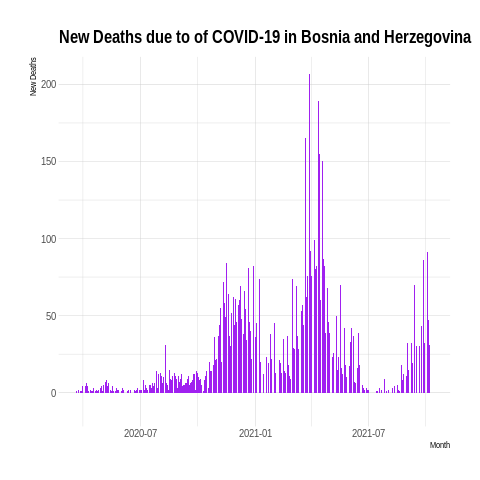 New Deaths due to of COVID-19 in Bosnia and Herzegovina
New Deaths
200
150
100
50
0
2020-07 2021-01 2021-07
Month